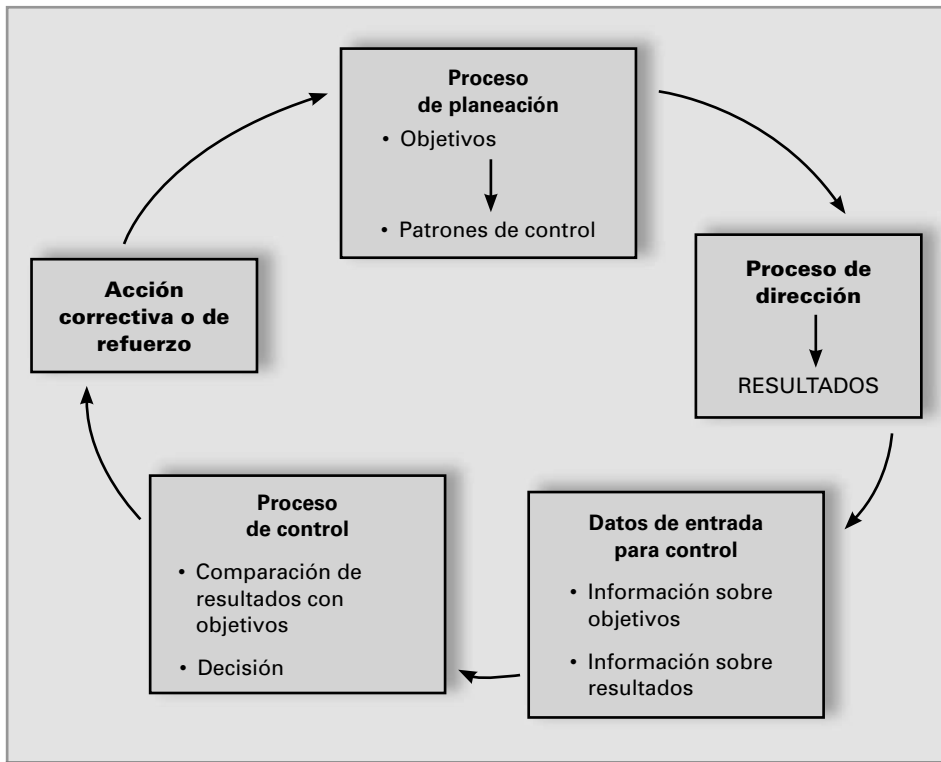 Proceso
de planeación
• Objetivos
• Patrones de control
Proceso de
dirección
RESULTADOS
Datos de entrada
para control
• Información sobre
objetivos
• Información sobre
resultados
Proceso
de control
• Comparación de
resultados con
objetivos
• Decisión
Acción
correctiva o de
refuerzo